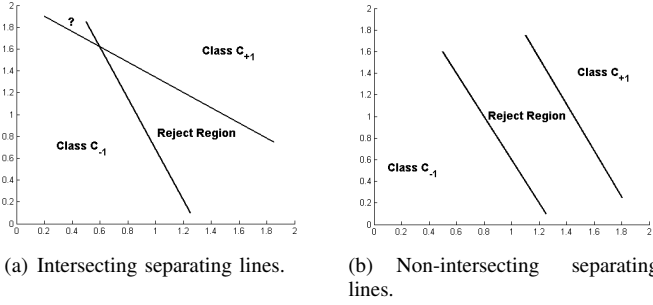 2
1.8
1.6
1.4
1.2
1
0.8
0.6
0.4
0.2
0
0 0.2 0.4 0.6 0.8 1 1.2 1.4 1.6 1.8 2
?
Class C+1
Reject Region
Class C-1
(a) Intersecting separating lines.
2
1.8
1.6
1.4
1.2
1
0.8
0.6
0.4
0.2
0
0 0.2 0.4 0.6 0.8 1 1.2 1.4 1.6 1.8 2
Class C+1
Reject Region
Class C-1
(b) Non-intersecting separating
lines.